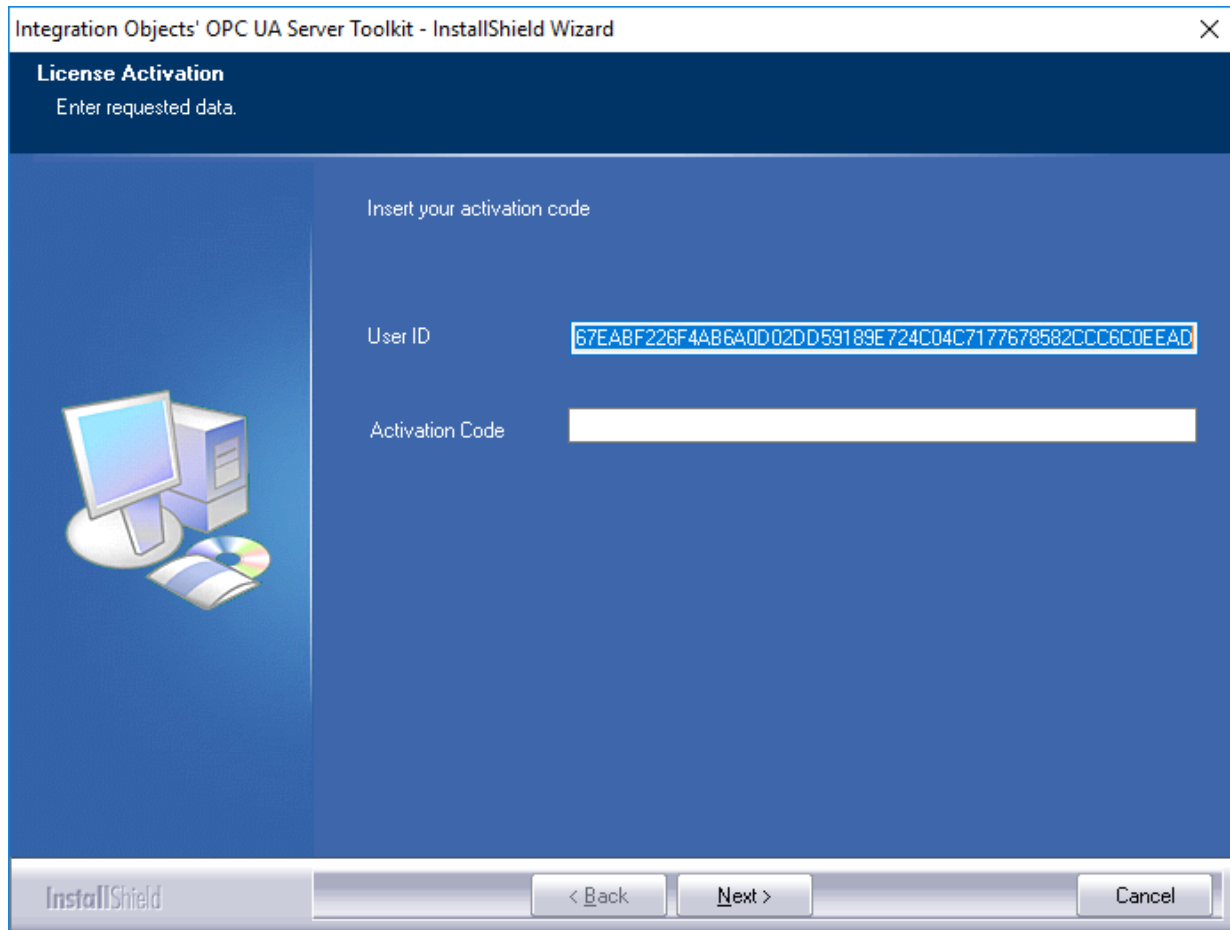 Integration Objects' OPC UA Server Toolkit - InstallShield Wizard
License Activation
Enter requested data.
Insert your activation code
User ID
67EABF226F4AB6A0D02DD59189E724C04C7177678582CCC6C0EEAD
Activation Code
InstallShield
< Back
Next >
Cancel